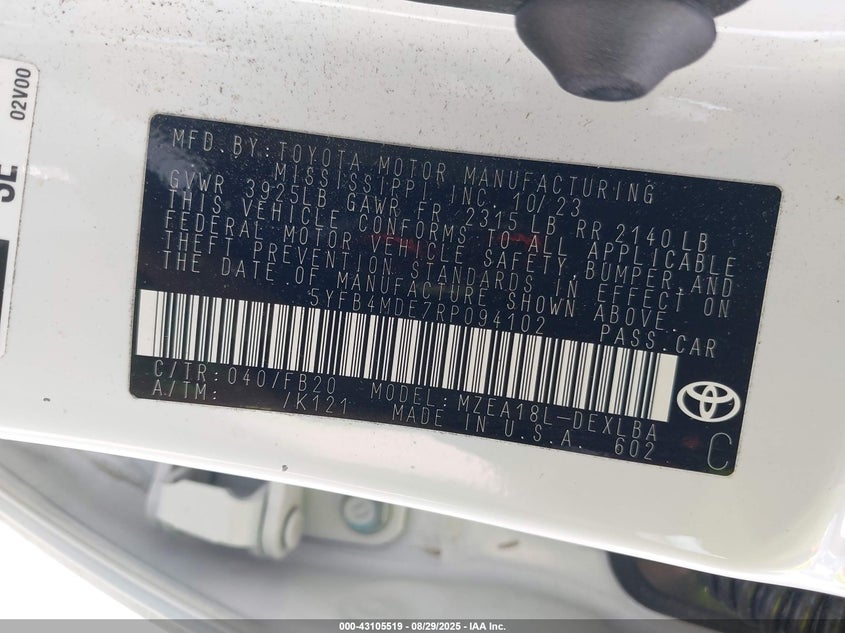 02V00
SE
MFD. BY: TOYOTA MOTOR MANUFACTURING
MISSISSIPPI, INC. 10/23
GVWR 3925LB GAWR FR 2315 LB RR 2140 LB
THIS VEHICLE CONFORMS TO ALL APPLICABLE
FEDERAL MOTOR VEHICLE SAFETY, BUMPER, AND
THEFT PREVENTION STANDARDS IN EFFECT ON
THE DATE OF MANUFACTURE SHOWN ABOVE.
5YFB4MDE7RP094102 PASS.CAR
C/TR: 040/FB20 MODEL: MZEA18L-DEXLBA
A/TM: /K121 MADE IN U.S.A. 602
C
000-43105519 - 08/29/2025 - IAA Inc.